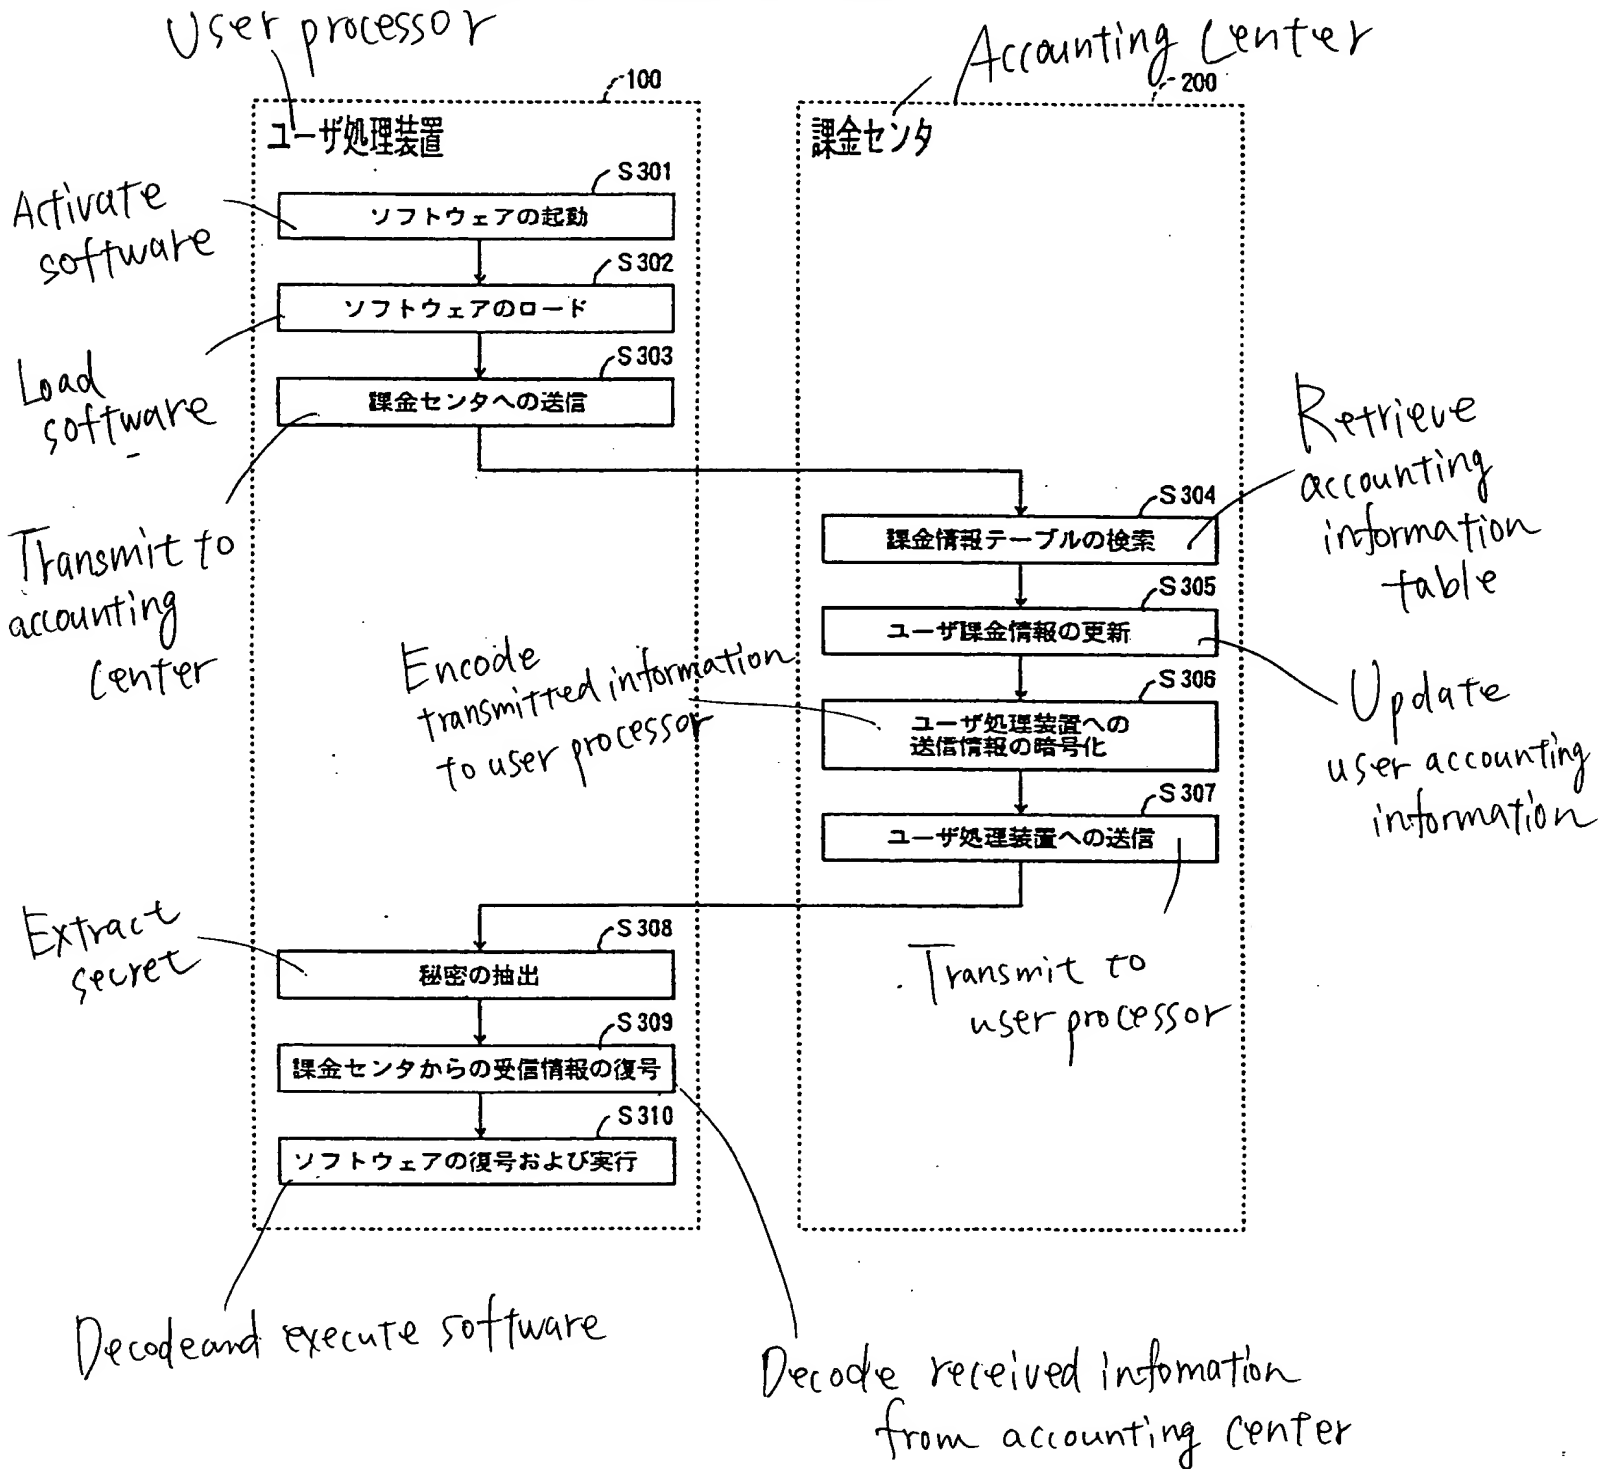 User processor
Accounting Center
100
200
ユーザ処理装置
課金センタ
S301
ソフトウェアの起動
Activate
software
S302
ソフトウェアのロード
Load
software
S303
課金センタへの送信
Transmit to
accounting
center
S304
課金情報テーブルの検索
Retrieve
accounting
information
table
S305
ユーザ課金情報の更新
Update
user accounting
information
S306
ユーザ処理装置への
送信情報の暗号化
Encode
transmitted information
to user processor
S307
ユーザ処理装置への送信
Transmit to
user processor
S308
秘密の抽出
Extract
secret
S309
課金センタからの受信情報の復号
S310
ソフトウェアの復号および実行
Decodeand execute software
Decode received infomation
from accounting center